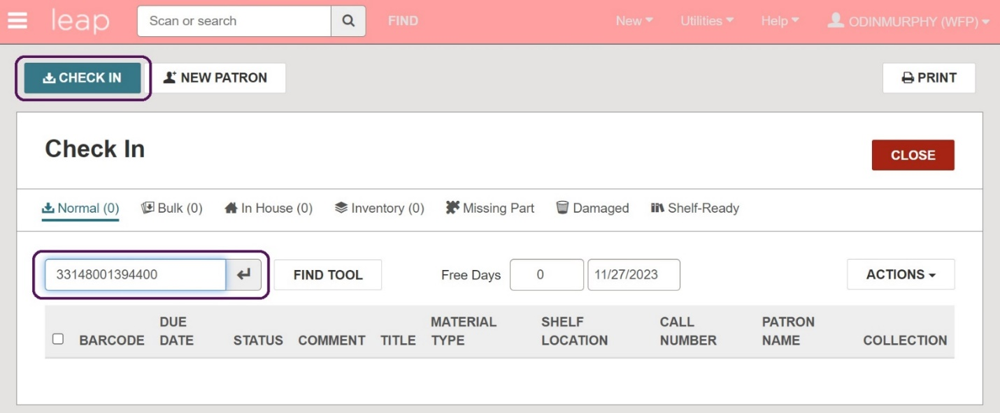 leap Scan or search FIND New Utilities Help ODINMURPHY (WFP)
CHECK IN NEW PATRON PRINT
Check In
CLOSE
Normal (0) Bulk (0) In House (0) Inventory (0) Missing Part Damaged Shelf-Ready
33148001394400 FIND TOOL Free Days 0 11/27/2023 ACTIONS
BARCODE DUE DATE STATUS COMMENT TITLE MATERIAL TYPE SHELF LOCATION CALL NUMBER PATRON NAME COLLECTION